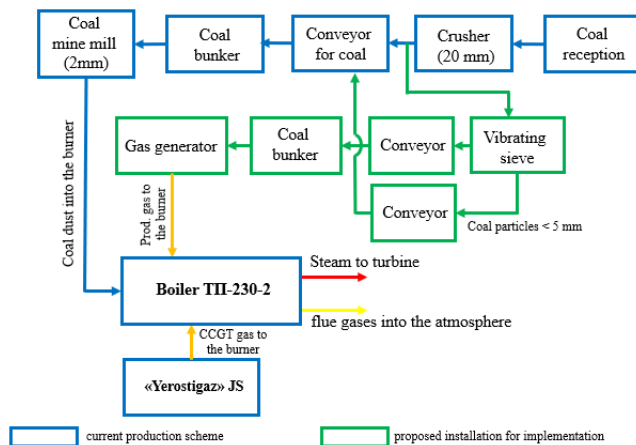 Coal
mine mill
(2mm)
Coal
bunker
Conveyor
for coal
Crusher
(20 mm)
Coal
reception
Gas generator
Coal
bunker
Conveyor
Vibrating
sieve
Conveyor
Coal particles < 5 mm
Coal dust into the burner
Prod. gas to
the burner
Boiler ТП-230-2
Steam to turbine
flue gases into the atmosphere
CCGT gas to
the burner
«Yerostigaz» JS
current production scheme
proposed installation for implementation